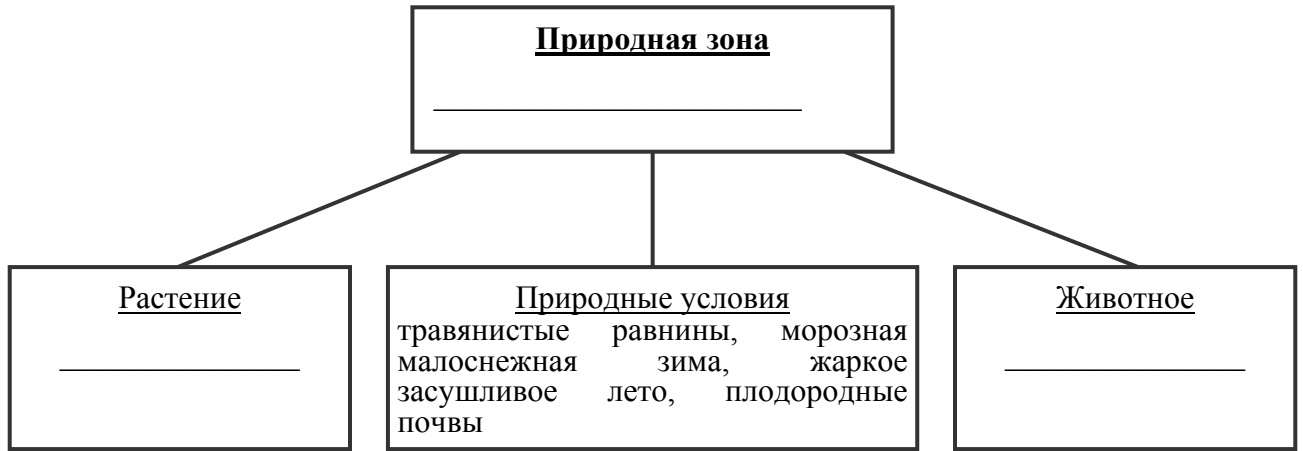 Природная зона
Растение
Природные условия
травянистые равнины, морозная
малоснежная зима, жаркое
засушливое лето, плодородные
почвы
Животное